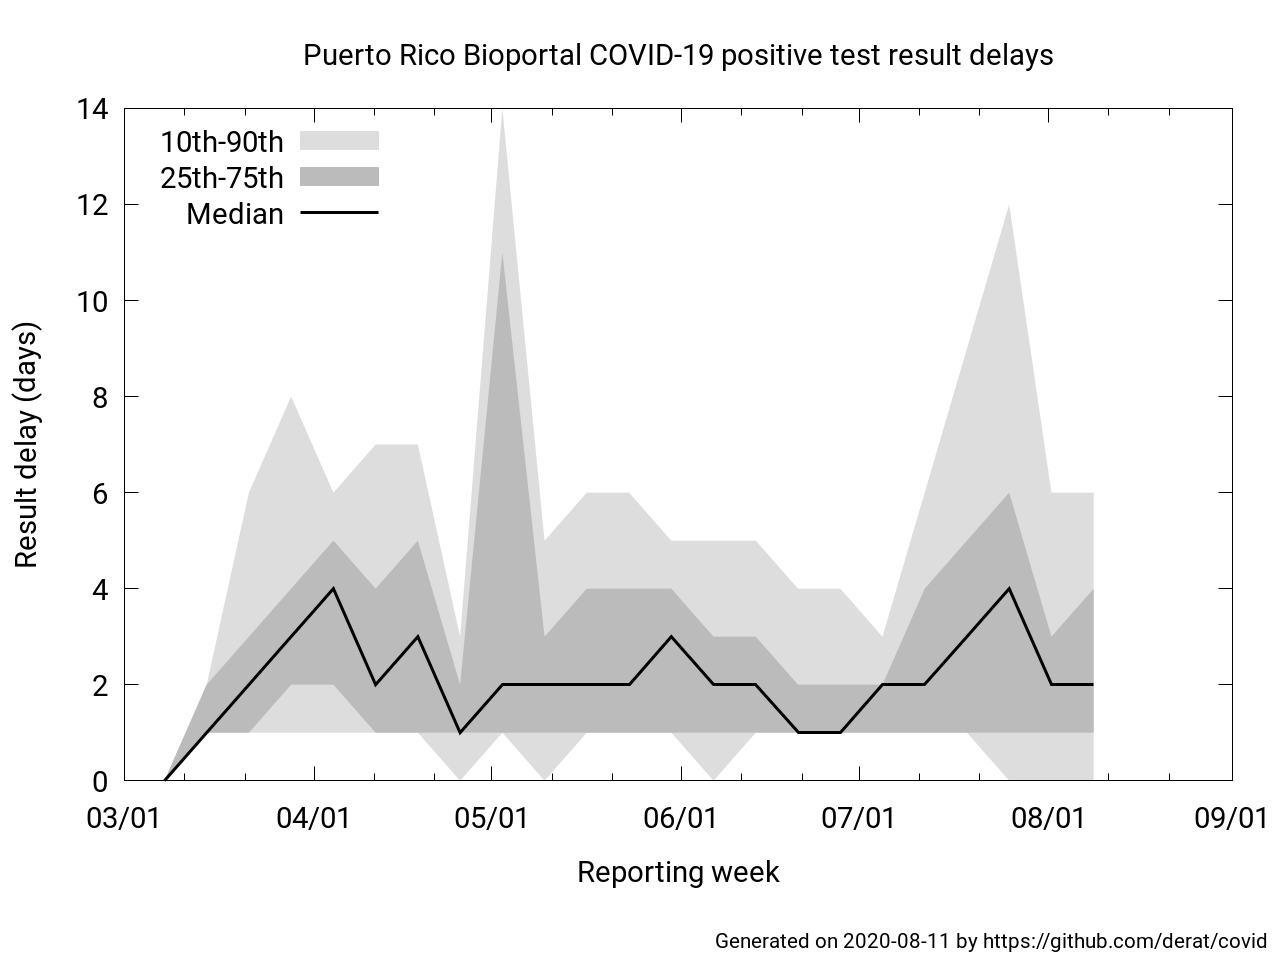 Puerto Rico Bioportal COVID-19 positive test result delays
14
12
10
8
6
4
2
0
10th-90th
25th-75th
Median
Result delay (days)
03/01 04/01 05/01 06/01 07/01 08/01 09/01
Reporting week
Generated on 2020-08-11 by https://github.com/derat/covid